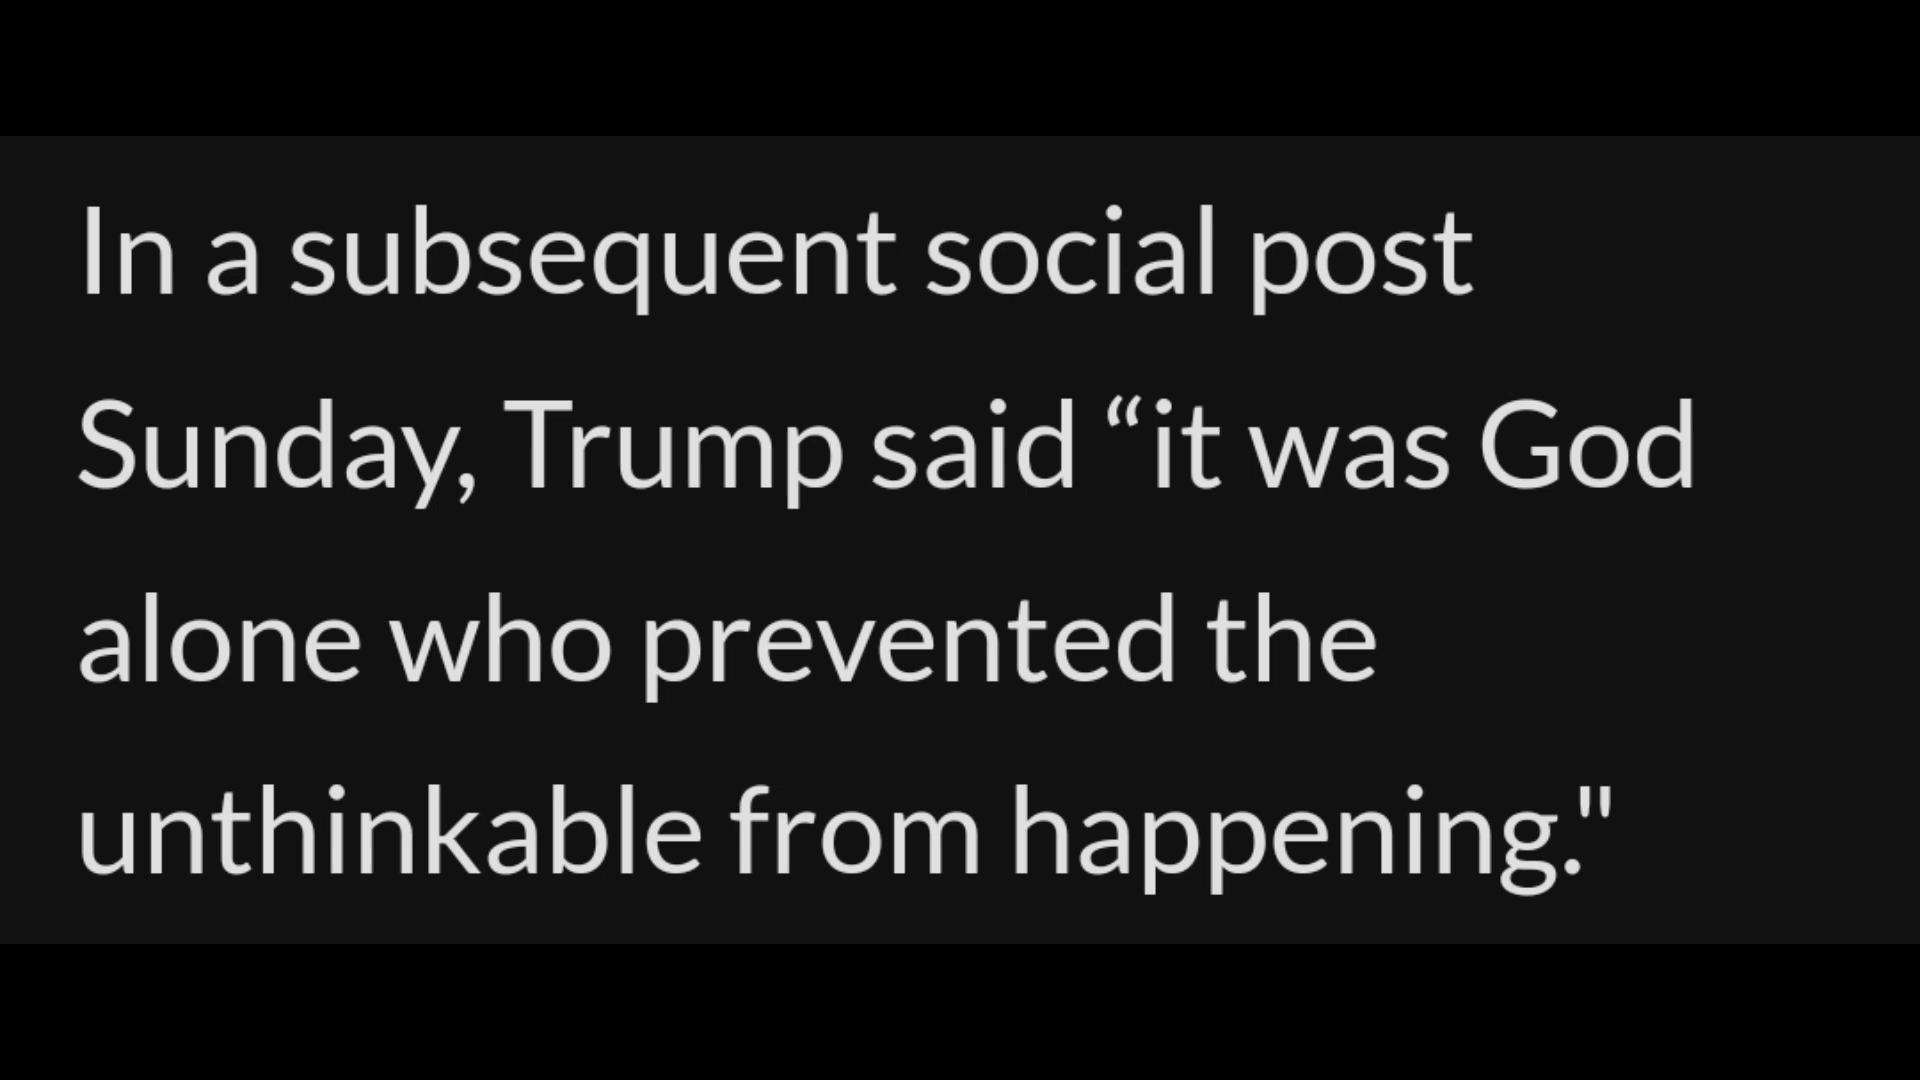 In a subsequent social post
Sunday, Trump said “it was God
alone who prevented the
unthinkable from happening."